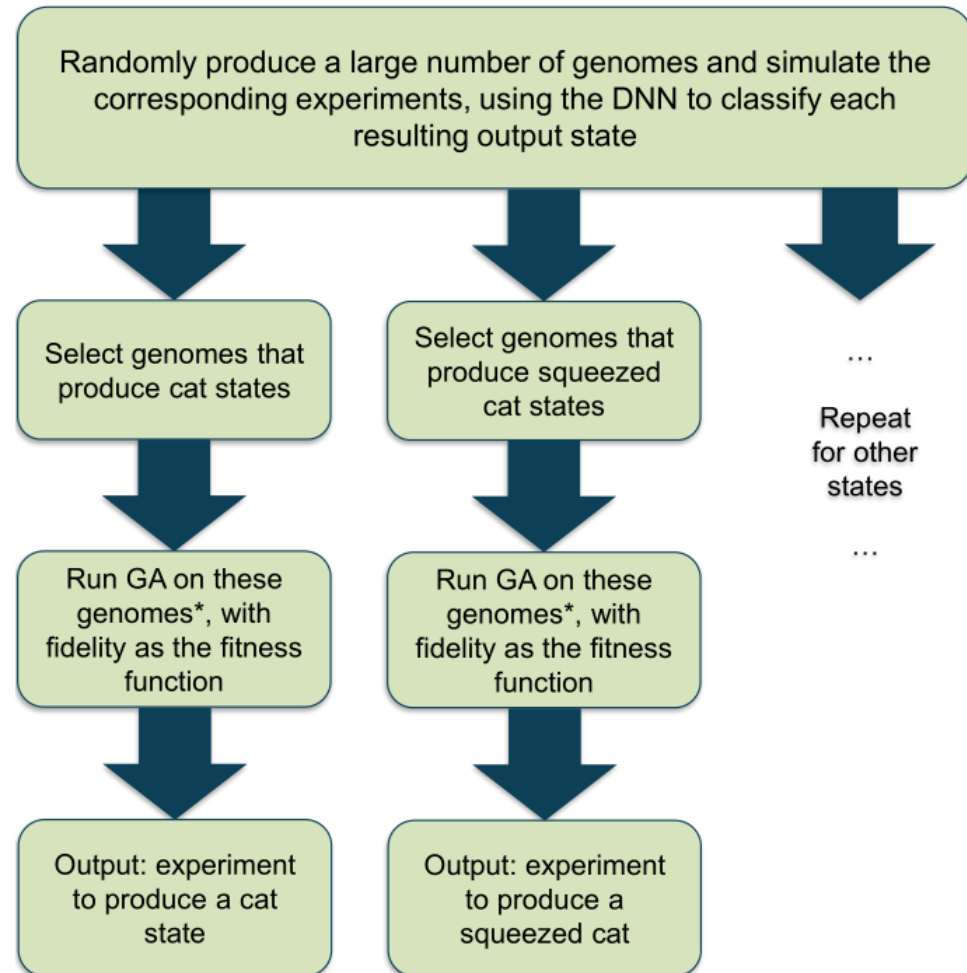 Randomly produce a large number of genomes and simulate the
corresponding experiments, using the DNN to classify each
resulting output state
Select genomes that
produce cat states
Select genomes that
produce squeezed
cat states
...
Repeat
for other
states
...
Run GA on these
genomes*, with
fidelity as the fitness
function
Run GA on these
genomes*, with
fidelity as the fitness
function
Output: experiment
to produce a cat
state
Output: experiment
to produce a
squeezed cat